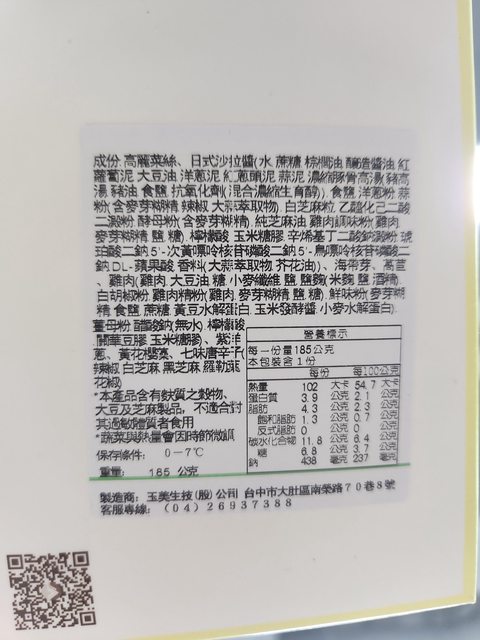 成份:高麗菜絲、日式沙拉醬(水.蔗糖.棕櫚油.釀造醬油.紅
蘿蔔泥.大豆油.洋蔥泥.紅蔥頭泥.蒜泥.濃縮豚骨高湯(豬高
湯.豬油.食鹽.抗氧化劑(混合濃縮生育醇)).食鹽.洋蔥粉.蒜
粉(含麥芽糊精.辣椒.大蒜萃取物).白芝麻粒.乙醯化己二酸
二澱粉.酵母粉(含麥芽糊精).純芝麻油.雞肉調味粉(雞肉.
麥芽糊精.鹽.糖).檸檬酸.玉米糖膠.辛烯基丁二酸鈉澱粉.琥
珀酸二鈉.5'-次黃嘌呤核苷磷酸二鈉.5'-鳥嘌呤核苷磷酸二
鈉.DL-蘋果酸.香料(大蒜萃取物.芥花油))、海帶芽、萵苣
、雞肉(雞肉.大豆油.糖.小麥纖維.鹽.鹽麴(米麴.鹽.酒精).
白胡椒粉.雞肉精粉(雞肉.麥芽糊精.鹽.糖).鮮味粉(麥芽糊
精.食鹽.蔗糖.黃豆水解蛋白.玉米發酵醬.小麥水解蛋白).
薑母粉.醋酸鈉(無水).檸檬酸.
關華豆膠.玉米糖膠)、紫洋
蔥、黃花櫻蘿、七味唐辛子(
辣椒.白芝麻.黑芝麻.羅勒葉.
花椒)
*本產品含有麩質之穀物、
大豆及芝麻製品，不適合對
其過敏體質者食用
*蔬菜與熱量會因時節微調
保存條件: 0－7℃
重量: 185 公克
營養標示
每一份量185公克
本包裝含 1份
每份 每100公克
熱量 102 大卡 54.7 大卡
蛋白質 3.9 公克 2.1 公克
脂肪 4.3 公克 2.3 公克
飽和脂肪 1.3 公克 0.7 公克
反式脂肪 0 公克 0 公克
碳水化合物 11.8 公克 6.4 公克
糖 6.8 公克 3.7 公克
鈉 438 毫克 237 毫克
製造商: 玉美生技(股)公司 台中市大肚區南榮路70巷8號
客服專線: (04)26937388